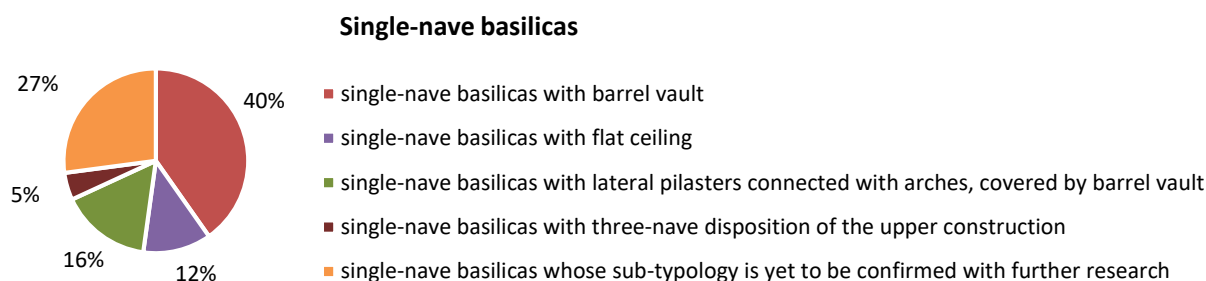 Single-nave basilicas
27%
40%
5%
16%
12%
single-nave basilicas with barrel vault
single-nave basilicas with flat ceiling
single-nave basilicas with lateral pilasters connected with arches, covered by barrel vault
single-nave basilicas with three-nave disposition of the upper construction
single-nave basilicas whose sub-typology is yet to be confirmed with further research